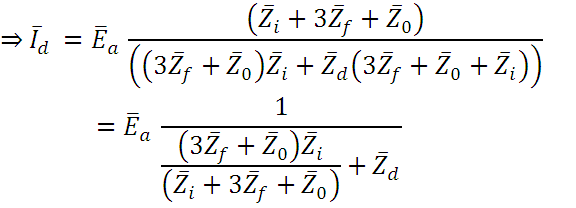 ⇒ Ī_d = Ē_a (Z̄_i + 3Z̄_f + Z̄_0) / ((3Z̄_f + Z̄_0)Z̄_i + Z̄_d(3Z̄_f + Z̄_0 + Z̄_i))
= Ē_a 1 / ((3Z̄_f + Z̄_0)Z̄_i / (Z̄_i + 3Z̄_f + Z̄_0) + Z̄_d)